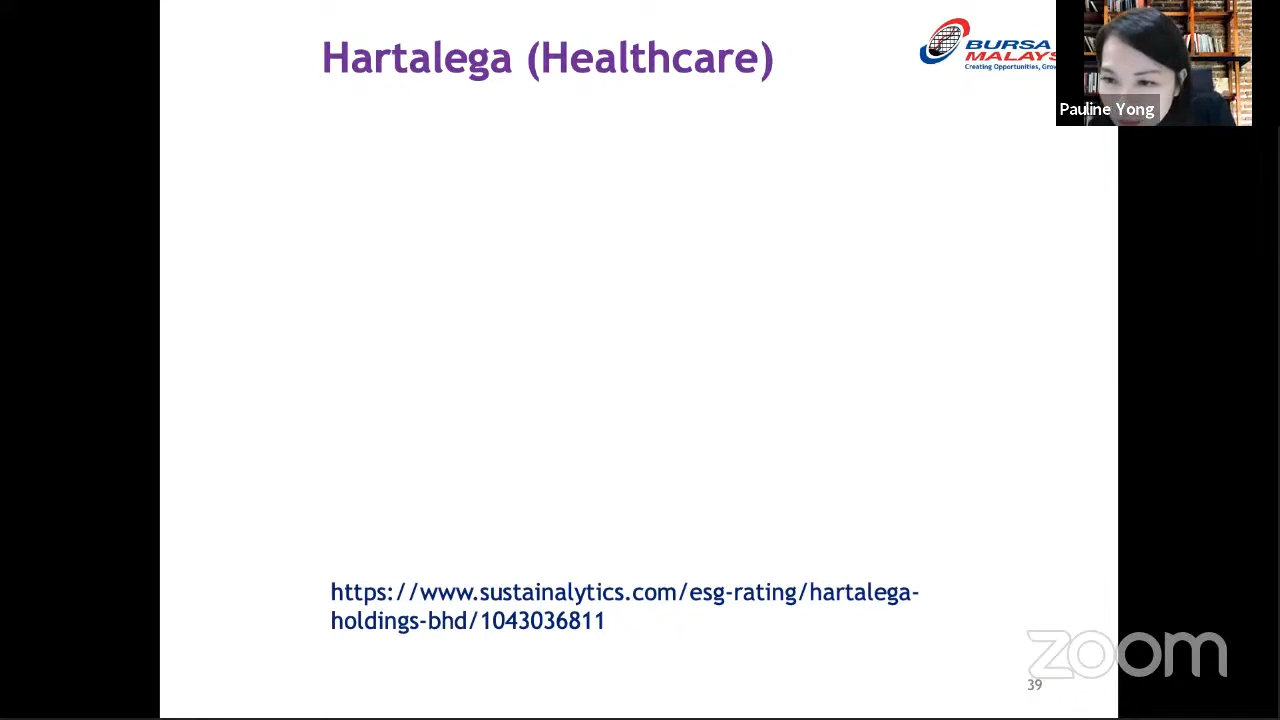 Hartalega (Healthcare)
BURSA
MALAYS
Creating Opportunities, Grow
Pauline Yong
https://www.sustainalytics.com/esg-rating/hartalega-
holdings-bhd/1043036811
zoom
39